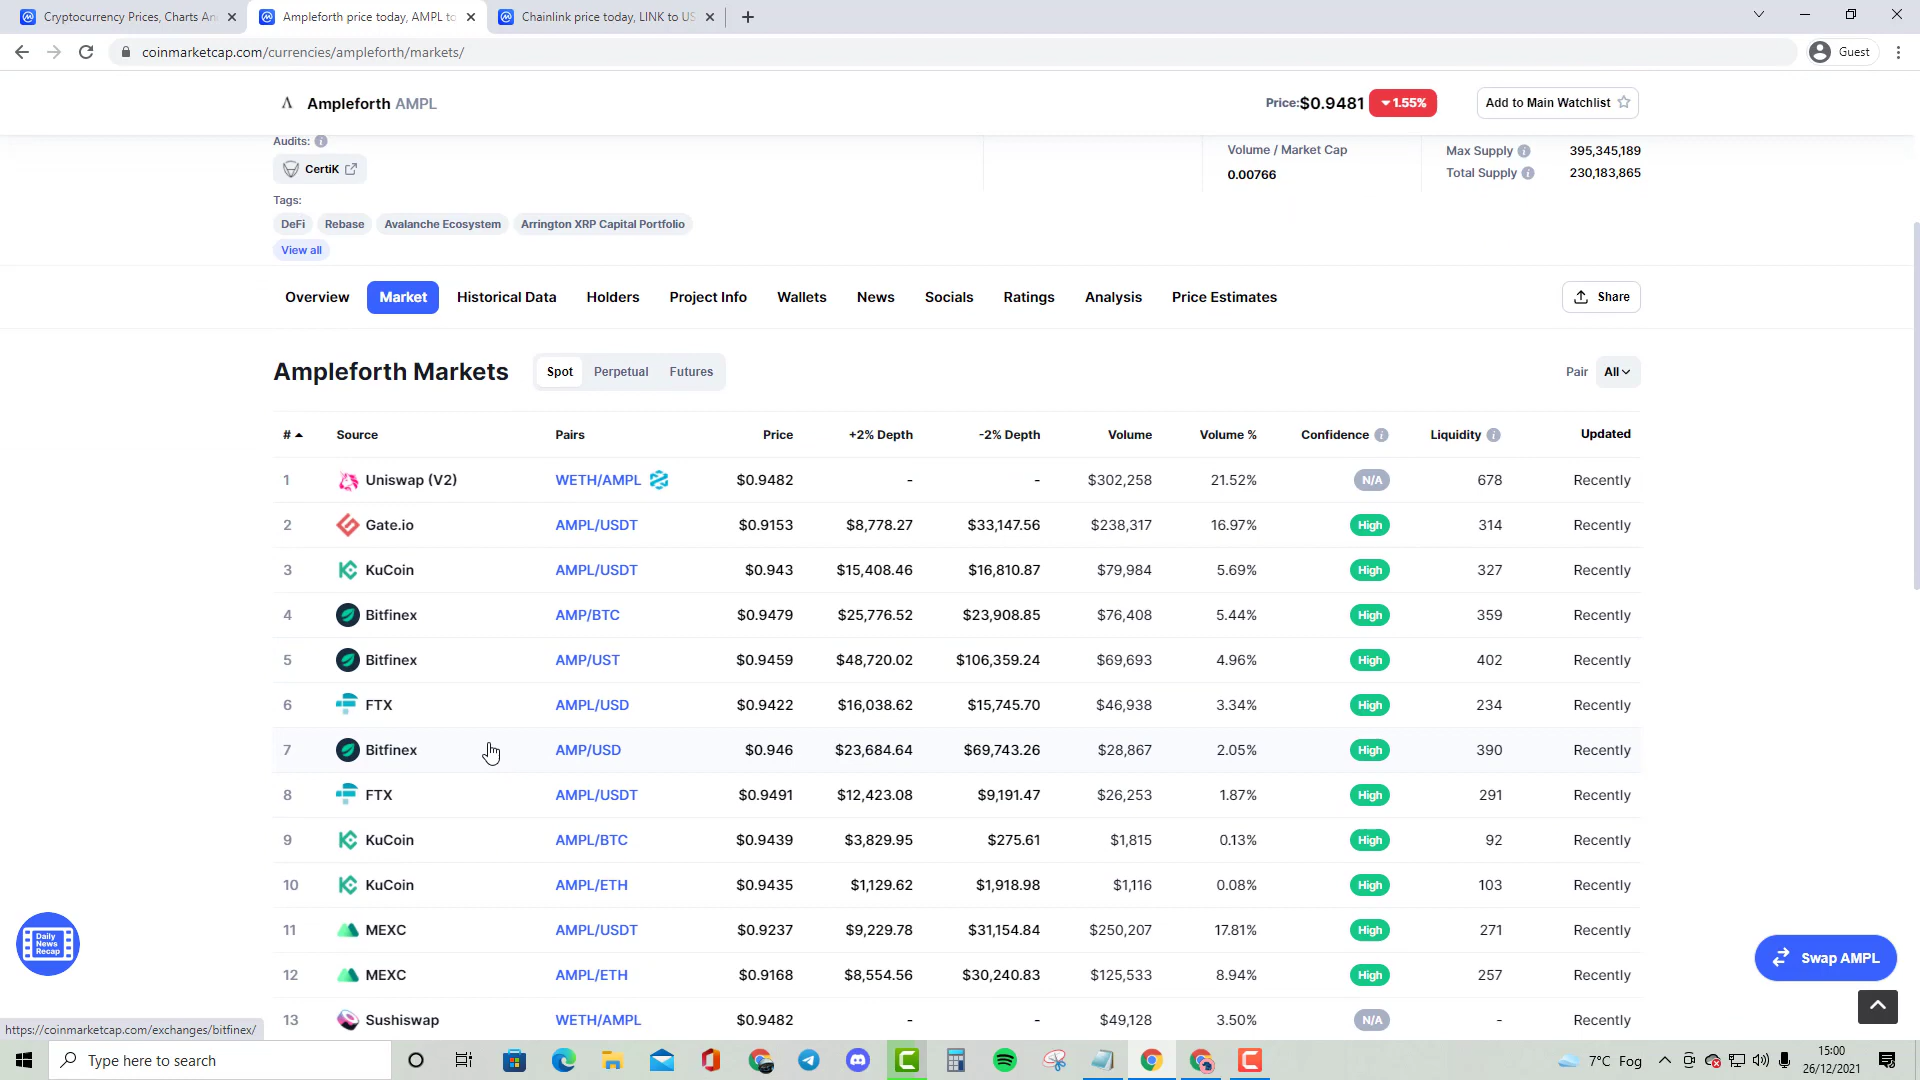 Cryptocurrency Prices, Charts An
Ampleforth price today, AMPL to
Chainlink price today, LINK to US
coinmarketcap.com/currencies/ampleforth/markets/
Guest
Ampleforth AMPL
Price:$0.9481 1.55%
Add to Main Watchlist
Audits:
CertiK
Volume / Market Cap
0.00766
Max Supply 395,345,189
Total Supply 230,183,865
Tags:
DeFi Rebase Avalanche Ecosystem Arrington XRP Capital Portfolio
View all
Overview Market Historical Data Holders Project Info Wallets News Socials Ratings Analysis Price Estimates
Share
Ampleforth Markets
Spot Perpetual Futures
Pair All
# Source Pairs Price +2% Depth -2% Depth Volume Volume % Confidence Liquidity Updated
1 Uniswap (V2) WETH/AMPL $0.9482 - - $302,258 21.52% N/A 678 Recently
2 Gate.io AMPL/USDT $0.9153 $8,778.27 $33,147.56 $238,317 16.97% High 314 Recently
3 KuCoin AMPL/USDT $0.943 $15,408.46 $16,810.87 $79,984 5.69% High 327 Recently
4 Bitfinex AMP/BTC $0.9479 $25,776.52 $23,908.85 $76,408 5.44% High 359 Recently
5 Bitfinex AMP/UST $0.9459 $48,720.02 $106,359.24 $69,693 4.96% High 402 Recently
6 FTX AMPL/USD $0.9422 $16,038.62 $15,745.70 $46,938 3.34% High 234 Recently
7 Bitfinex AMP/USD $0.946 $23,684.64 $69,743.26 $28,867 2.05% High 390 Recently
8 FTX AMPL/USDT $0.9491 $12,423.08 $9,191.47 $26,253 1.87% High 291 Recently
9 KuCoin AMPL/BTC $0.9439 $3,829.95 $275.61 $1,815 0.13% High 92 Recently
10 KuCoin AMPL/ETH $0.9435 $1,129.62 $1,918.98 $1,116 0.08% High 103 Recently
11 MEXC AMPL/USDT $0.9237 $9,229.78 $31,154.84 $250,207 17.81% High 271 Recently
12 MEXC AMPL/ETH $0.9168 $8,554.56 $30,240.83 $125,533 8.94% High 257 Recently
13 Sushiswap WETH/AMPL $0.9482 - - $49,128 3.50% N/A - Recently
Daily
News
Recap
Swap AMPL
https://coinmarketcap.com/exchanges/bitfinex/
Type here to search
7°C Fog
15:00
26/12/2021